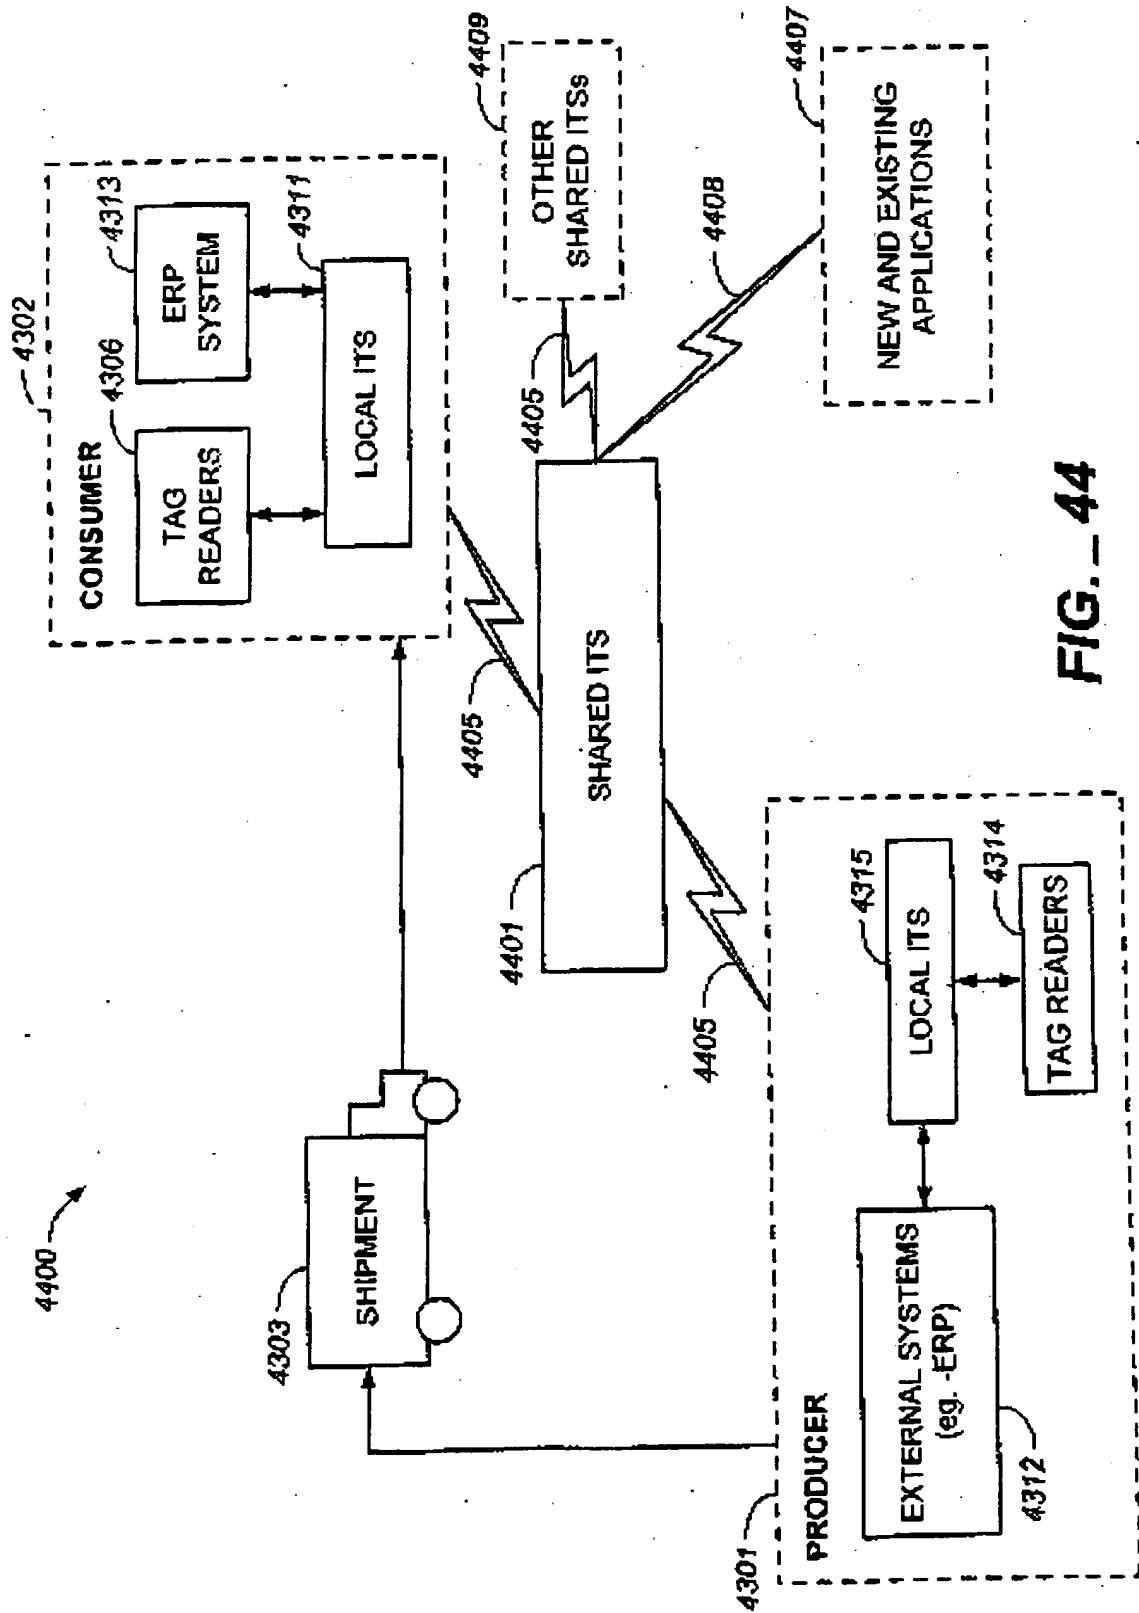 4400
4303
SHIPMENT
4302
CONSUMER
4306
TAG
READERS
4313
ERP
SYSTEM
4311
LOCAL ITS
4405
4401
SHARED ITS
4405
4409
OTHER
SHARED ITSs
4408
4407
NEW AND EXISTING
APPLICATIONS
4405
4301
PRODUCER
EXTERNAL SYSTEMS
(eg. -ERP)
4312
4315
LOCAL ITS
4314
TAG READERS
FIG._44